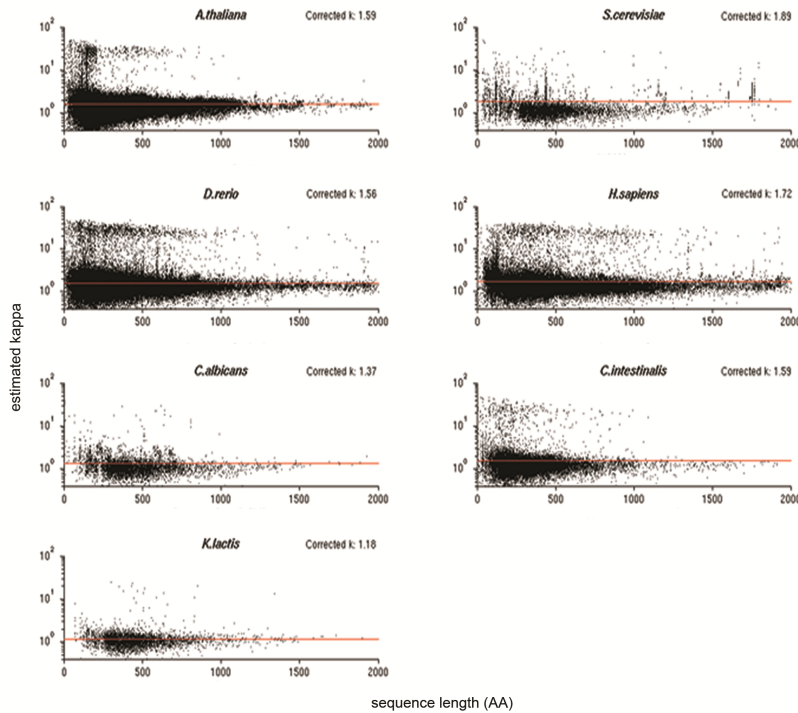 A.thaliana Corrected k: 1.59
10²
10¹
10⁰
0 500 1000 1500 2000
S.cerevisiae Corrected k: 1.89
10²
10¹
10⁰
0 500 1000 1500 2000
D.rerio Corrected k: 1.56
10²
10¹
10⁰
0 500 1000 1500 2000
H.sapiens Corrected k: 1.72
10²
10¹
10⁰
0 500 1000 1500 2000
estimated kappa
C.albicans Corrected k: 1.37
10²
10¹
10⁰
0 500 1000 1500 2000
C.intestinalis Corrected k: 1.59
10²
10¹
10⁰
0 500 1000 1500 2000
K.lactis Corrected k: 1.18
10²
10¹
10⁰
0 500 1000 1500 2000
sequence length (AA)